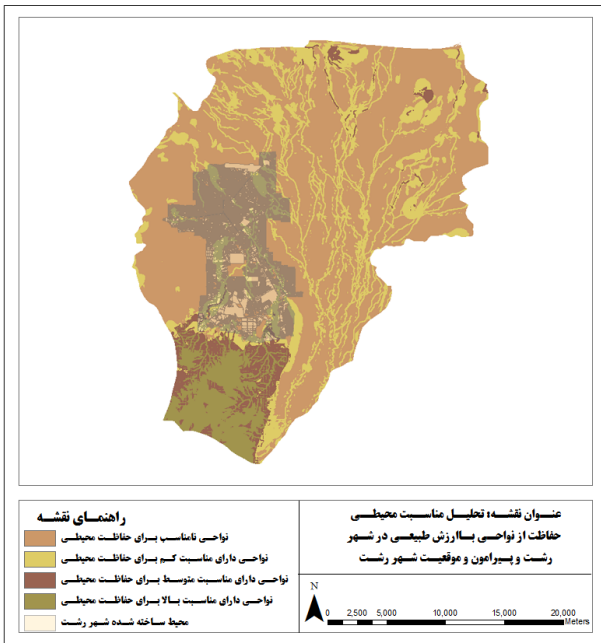 راهنمای نقشه
نواحی نامناسب برای حفاظت محیطی
نواحی دارای مناسبت کم برای حفاظت محیطی
نواحی دارای مناسبت متوسط برای حفاظت محیطی
نواحی دارای مناسبت بالا برای حفاظت محیطی
محیط ساخته شده شهر رشت
عنوان نقشه: تحلیل مناسبت محیطی
حفاظت از نواحی باارزش طبیعی در شهر
رشت و پیرامون و موقعیت شهر رشت
N
0 2,500 5,000 10,000 15,000 20,000
Meters